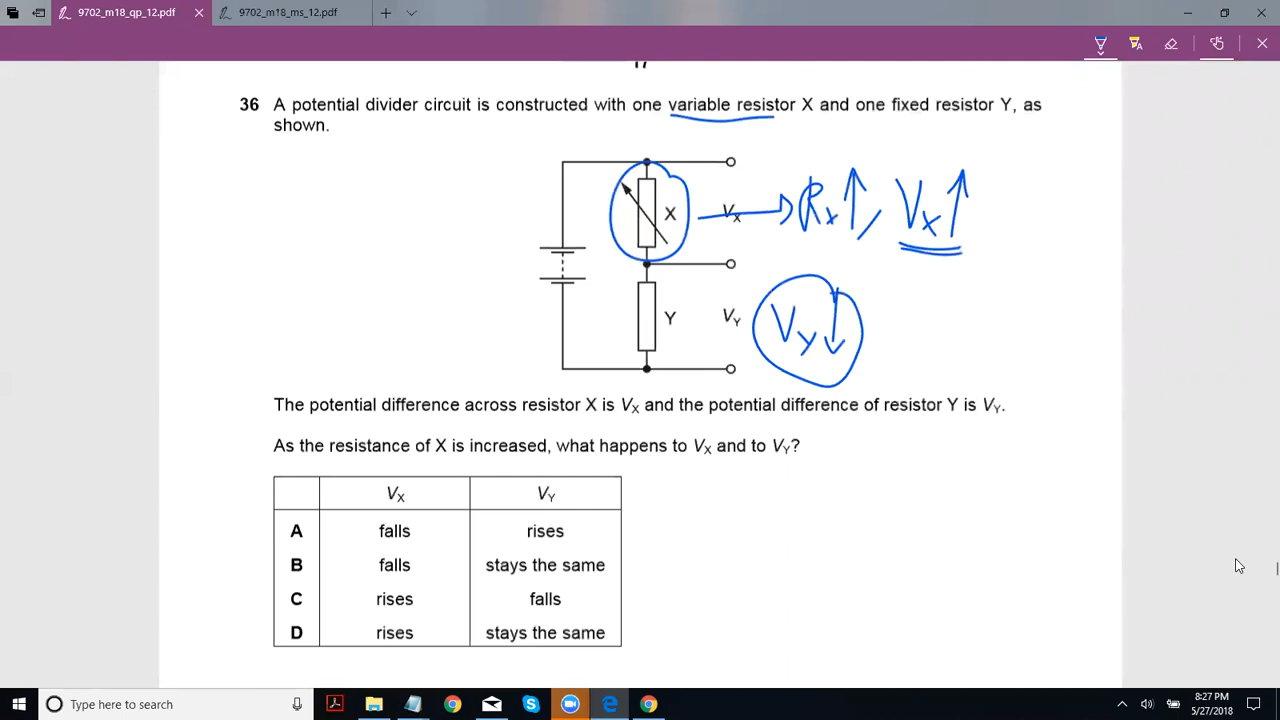 9702_m18_qp_12.pdf
9702_m18_ms_12.pdf
17
36 A potential divider circuit is constructed with one variable resistor X and one fixed resistor Y, as
shown.
X
VX
RX↑, VX↑
Y
VY
VY↓
The potential difference across resistor X is VX and the potential difference of resistor Y is VY.
As the resistance of X is increased, what happens to VX and to VY?
VX VY
A falls rises
B falls stays the same
C rises falls
D rises stays the same
Type here to search
8:27 PM
5/27/2018